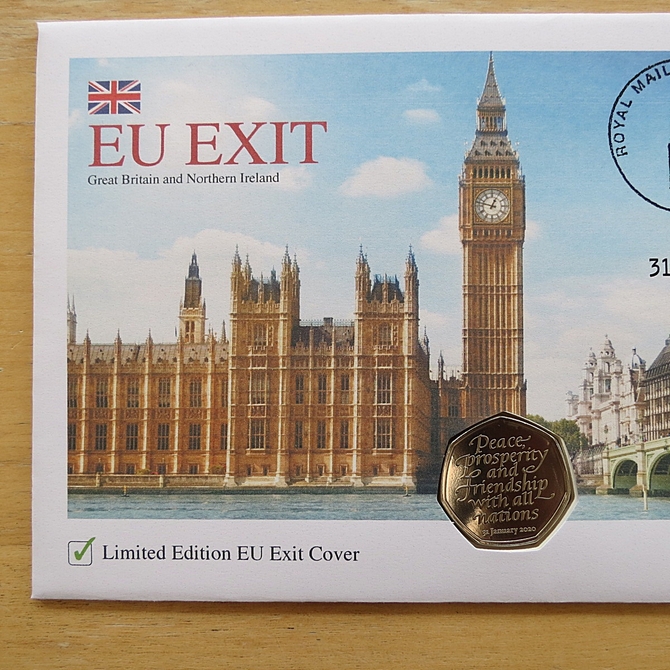 EU EXIT
Great Britain and Northern Ireland
ROYAL MAIL
31
Peace,
prosperity
and
friendship
with all
nations
31 January 2020
Limited Edition EU Exit Cover